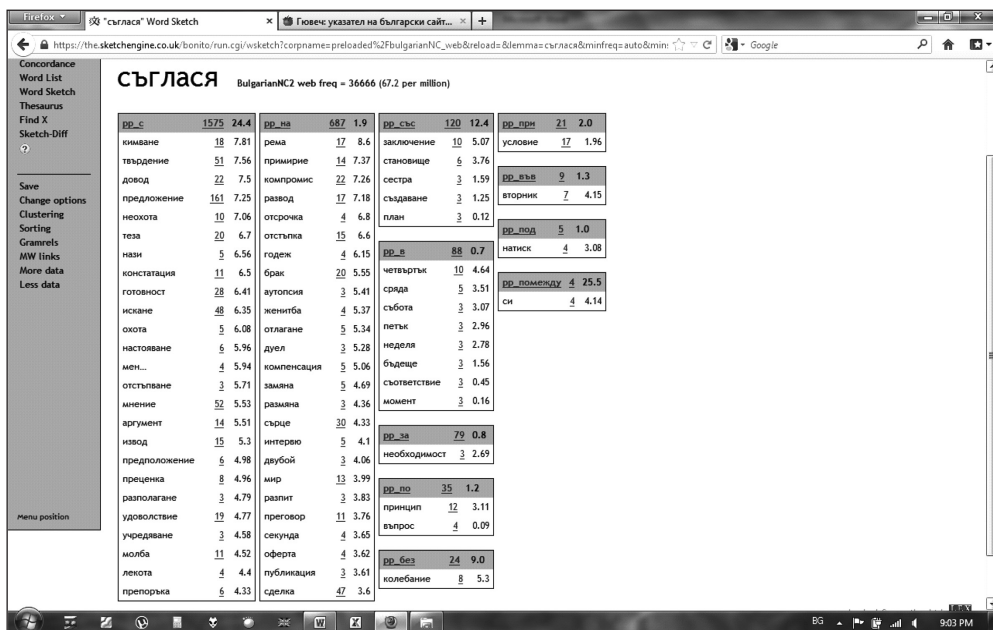 Firefox
"съглася" Word Sketch × Гювеч: указател на български сайт... × +
https://the.sketchengine.co.uk/bonito/run.cgi/wsketch?corpname=preloaded%2FbulgarianNC_web&reload=&lemma=съглася&minfreq=auto&min: Google
Concordance
Word List
Word Sketch
Thesaurus
Find X
Sketch-Diff
?
Save
Change options
Clustering
Sorting
Gramrels
MW links
More data
Less data
Menu position
съглася BulgarianNC2 web freq = 36666 (67.2 per million)
pp_с 1575 24.4
кимване 18 7.81
твърдение 51 7.56
довод 22 7.5
предложение 161 7.25
неохота 10 7.06
теза 20 6.7
нази 5 6.56
констатация 11 6.5
готовност 28 6.41
искане 48 6.35
охота 5 6.08
настояване 6 5.96
мен... 4 5.94
отстъпване 3 5.71
мнение 52 5.53
аргумент 14 5.51
извод 15 5.3
предположение 6 4.98
преценка 8 4.96
разполагане 3 4.79
удоволствие 19 4.77
учредяване 3 4.58
молба 11 4.52
лекота 4 4.4
препоръка 6 4.33
pp_на 687 1.9
рема 17 8.6
примирие 14 7.37
компромис 22 7.26
развод 17 7.18
отсрочка 4 6.8
отстъпка 15 6.6
годеж 4 6.15
брак 20 5.55
аутопсия 3 5.41
женитба 4 5.37
отлагане 5 5.34
дуел 3 5.28
компенсация 5 5.06
замяна 5 4.69
размяна 3 4.36
сърце 30 4.33
интервю 5 4.1
двубой 3 4.06
мир 13 3.99
разпит 3 3.83
преговор 11 3.76
секунда 4 3.65
оферта 4 3.62
публикация 3 3.61
сделка 47 3.6
pp_със 120 12.4
заключение 10 5.07
становище 6 3.76
сестра 3 1.59
създаване 3 1.25
план 3 0.12
pp_в 88 0.7
четвъртък 10 4.64
сряда 5 3.51
събота 3 3.07
петък 3 2.96
неделя 3 2.78
бъдеще 3 1.56
съответствие 3 0.45
момент 3 0.16
pp_за 79 0.8
необходимост 3 2.69
pp_по 35 1.2
принцип 12 3.11
въпрос 4 0.09
pp_без 24 9.0
колебание 8 5.3
pp_при 21 2.0
условие 17 1.96
pp_във 9 1.3
вторник 7 4.15
pp_под 5 1.0
натиск 4 3.08
pp_помежду 4 25.5
си 4 4.14
BG 9:03 PM